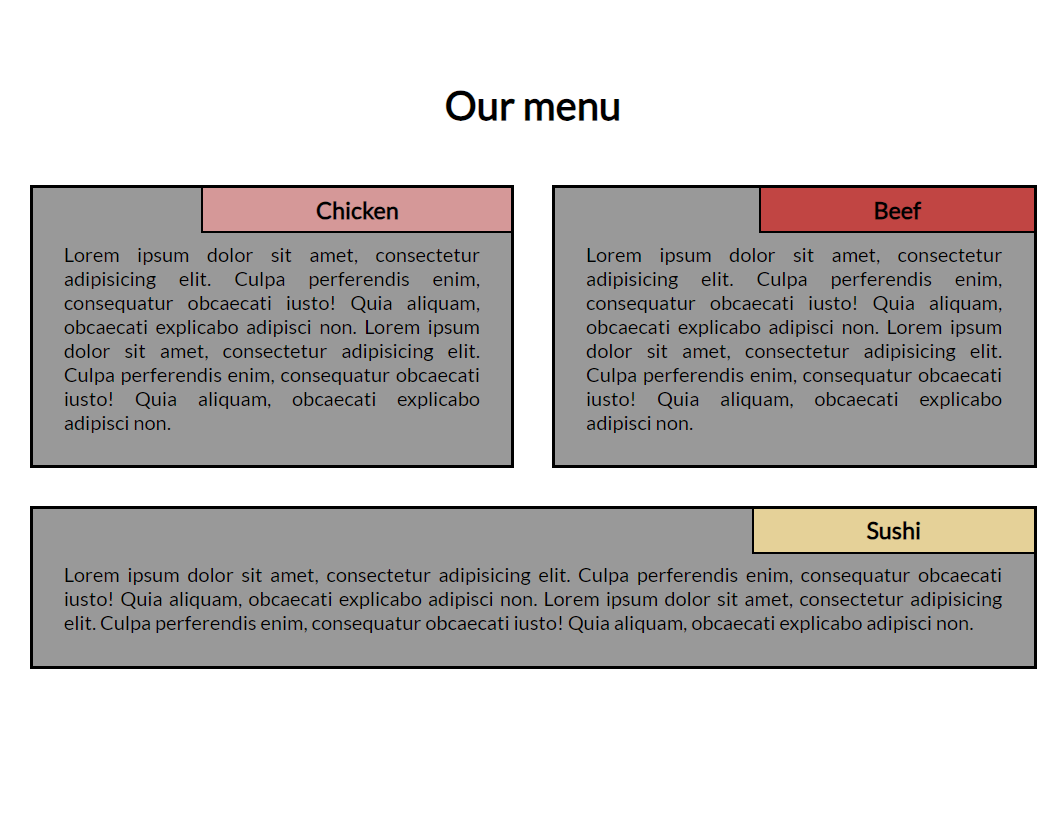 Our menu
Chicken
Lorem ipsum dolor sit amet, consectetur
adipisicing elit. Culpa perferendis enim,
consequatur obcaecati iusto! Quia aliquam,
obcaecati explicabo adipisci non. Lorem ipsum
dolor sit amet, consectetur adipisicing elit.
Culpa perferendis enim, consequatur obcaecati
iusto! Quia aliquam, obcaecati explicabo
adipisci non.
Beef
Lorem ipsum dolor sit amet, consectetur
adipisicing elit. Culpa perferendis enim,
consequatur obcaecati iusto! Quia aliquam,
obcaecati explicabo adipisci non. Lorem ipsum
dolor sit amet, consectetur adipisicing elit.
Culpa perferendis enim, consequatur obcaecati
iusto! Quia aliquam, obcaecati explicabo
adipisci non.
Sushi
Lorem ipsum dolor sit amet, consectetur adipisicing elit. Culpa perferendis enim, consequatur obcaecati
iusto! Quia aliquam, obcaecati explicabo adipisci non. Lorem ipsum dolor sit amet, consectetur adipisicing
elit. Culpa perferendis enim, consequatur obcaecati iusto! Quia aliquam, obcaecati explicabo adipisci non.